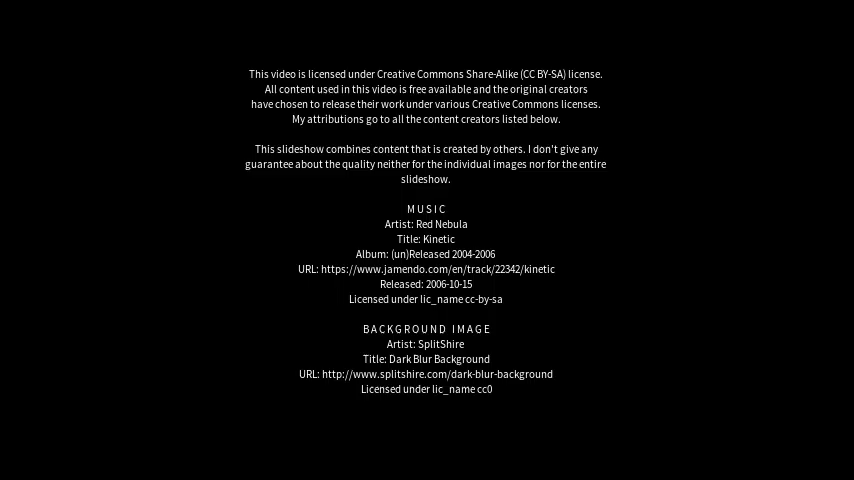 This video is licensed under Creative Commons Share-Alike (CC BY-SA) license.
All content used in this video is free available and the original creators
have chosen to release their work under various Creative Commons licenses.
My attributions go to all the content creators listed below.
This slideshow combines content that is created by others. I don't give any
guarantee about the quality neither for the individual images nor for the entire
slideshow.
MUSIC
Artist: Red Nebula
Title: Kinetic
Album: (un)Released 2004-2006
URL: https://www.jamendo.com/en/track/22342/kinetic
Released: 2006-10-15
Licensed under lic_name cc-by-sa
BACKGROUND IMAGE
Artist: SplitShire
Title: Dark Blur Background
URL: http://www.splitshire.com/dark-blur-background
Licensed under lic_name cc0